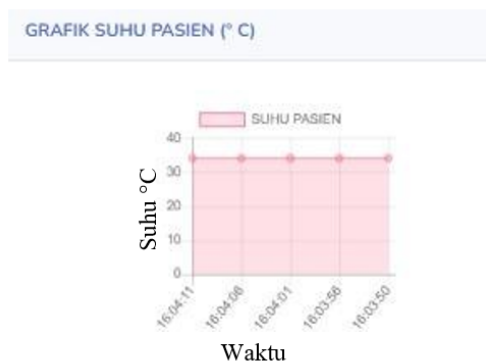 GRAFIK SUHU PASIEN (° C)
SUHU PASIEN
40
30
20
10
0
Suhu °C
16:04:11
16:04:06
16:04:01
16:03:56
16:03:50
Waktu